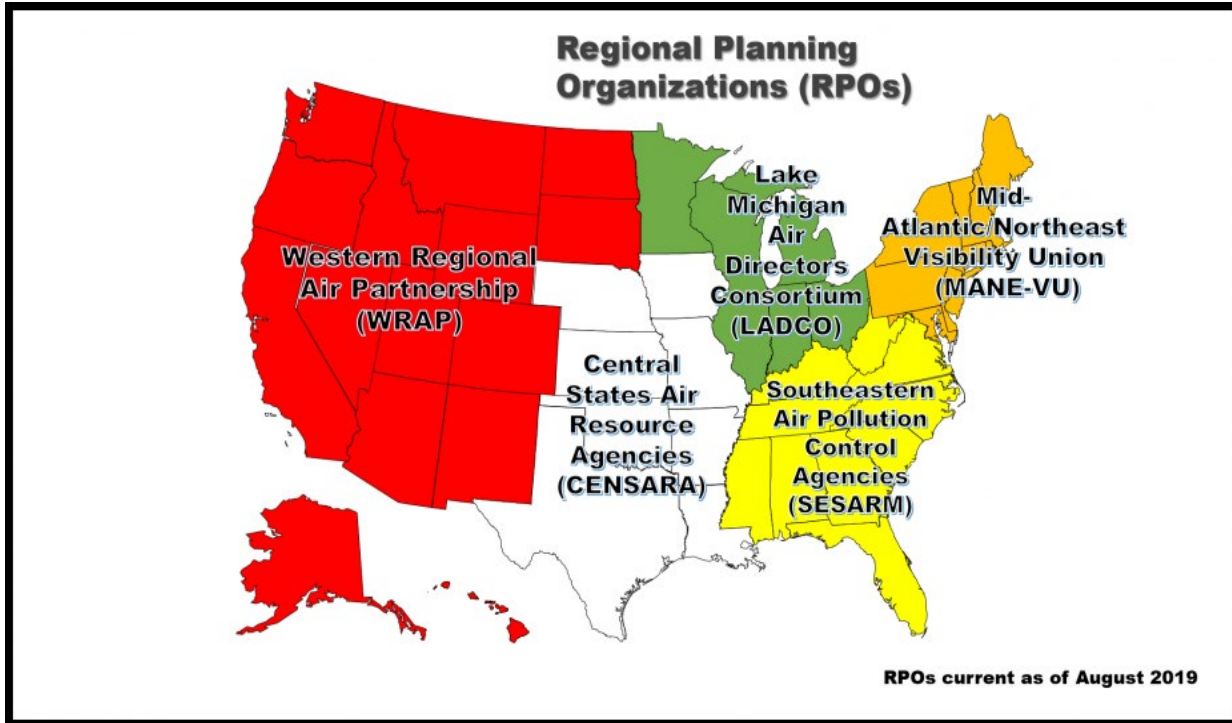 Regional Planning
Organizations (RPOs)
Lake
Michigan
Air
Directors
Consortium
(LADCO)
Mid-
Atlantic/Northeast
Visibility Union
(MANE-VU)
Western Regional
Air Partnership
(WRAP)
Central
States Air
Resource
Agencies
(CENSARA)
Southeastern
Air Pollution
Control
Agencies
(SESARM)
RPOs current as of August 2019